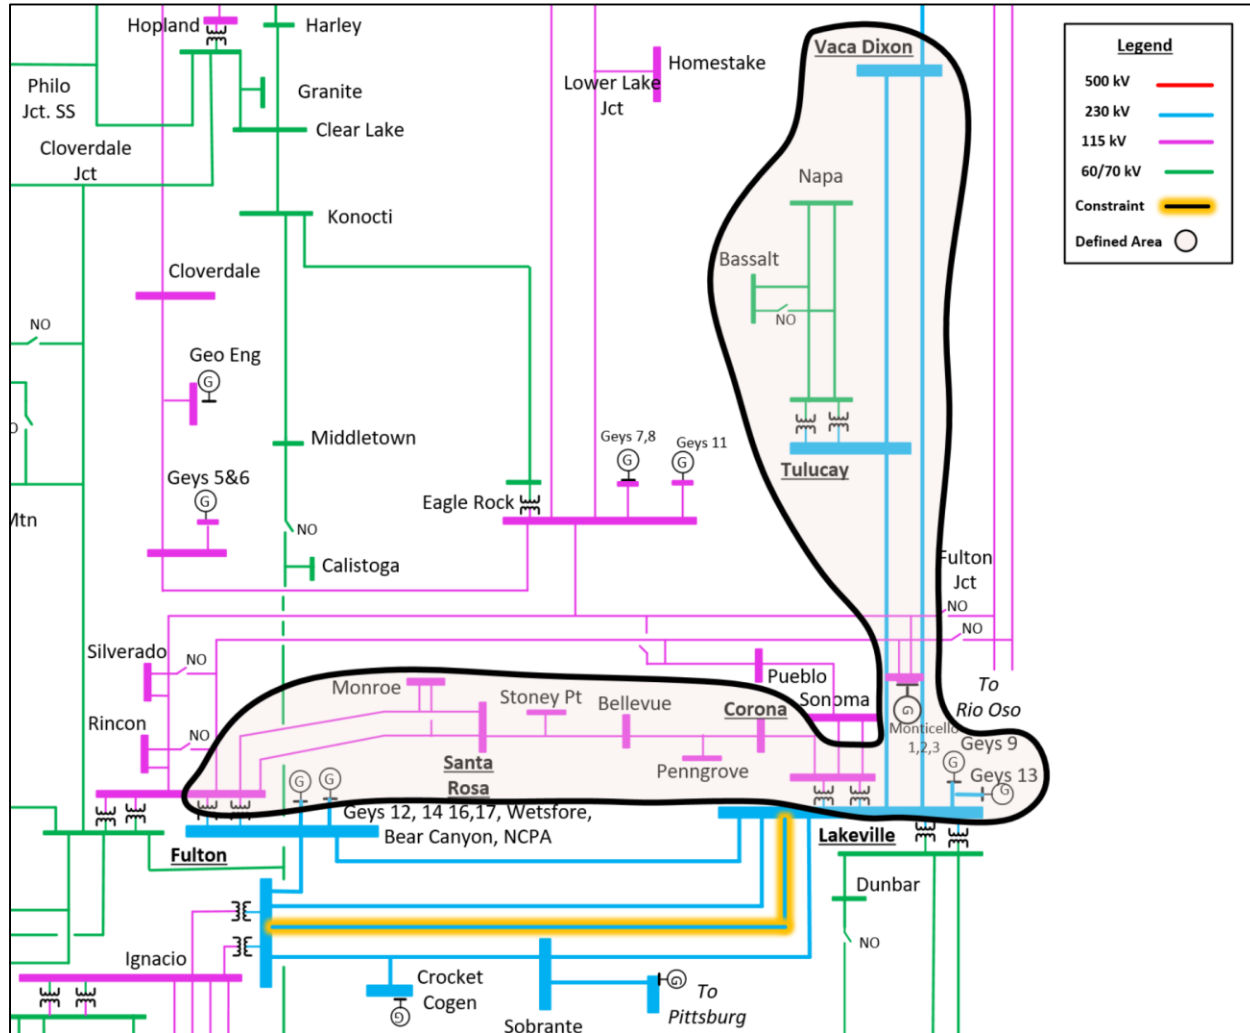 Hopland
Harley
Vaca Dixon
Legend
500 kV
230 kV
115 kV
60/70 kV
Constraint
Defined Area
Philo
Jct. SS
Granite
Clear Lake
Lower Lake
Jct
Homestake
Cloverdale
Jct
Konocti
Napa
Bassalt
NO
Cloverdale
NO
Geo Eng
G
Middletown
Geys 7,8
G
Geys 11
G
Tulucay
Geys 5&6
G
Eagle Rock
Mtn
NO
Calistoga
Fulton
Jct
NO
NO
Silverado
NO
Pueblo
Sonoma
To
Rio Oso
Rincon
NO
Monroe
Stoney Pt
Bellevue
Corona
G
Monticello
1,2,3
Geys 9
G
Geys 13
G
Santa
Rosa
Penngrove
G
G
Geys 12, 14 16,17, Wetsfore,
Bear Canyon, NCPA
Fulton
Lakeville
Dunbar
NO
Ignacio
Crocket
Cogen
G
Sobrante
G
To
Pittsburg